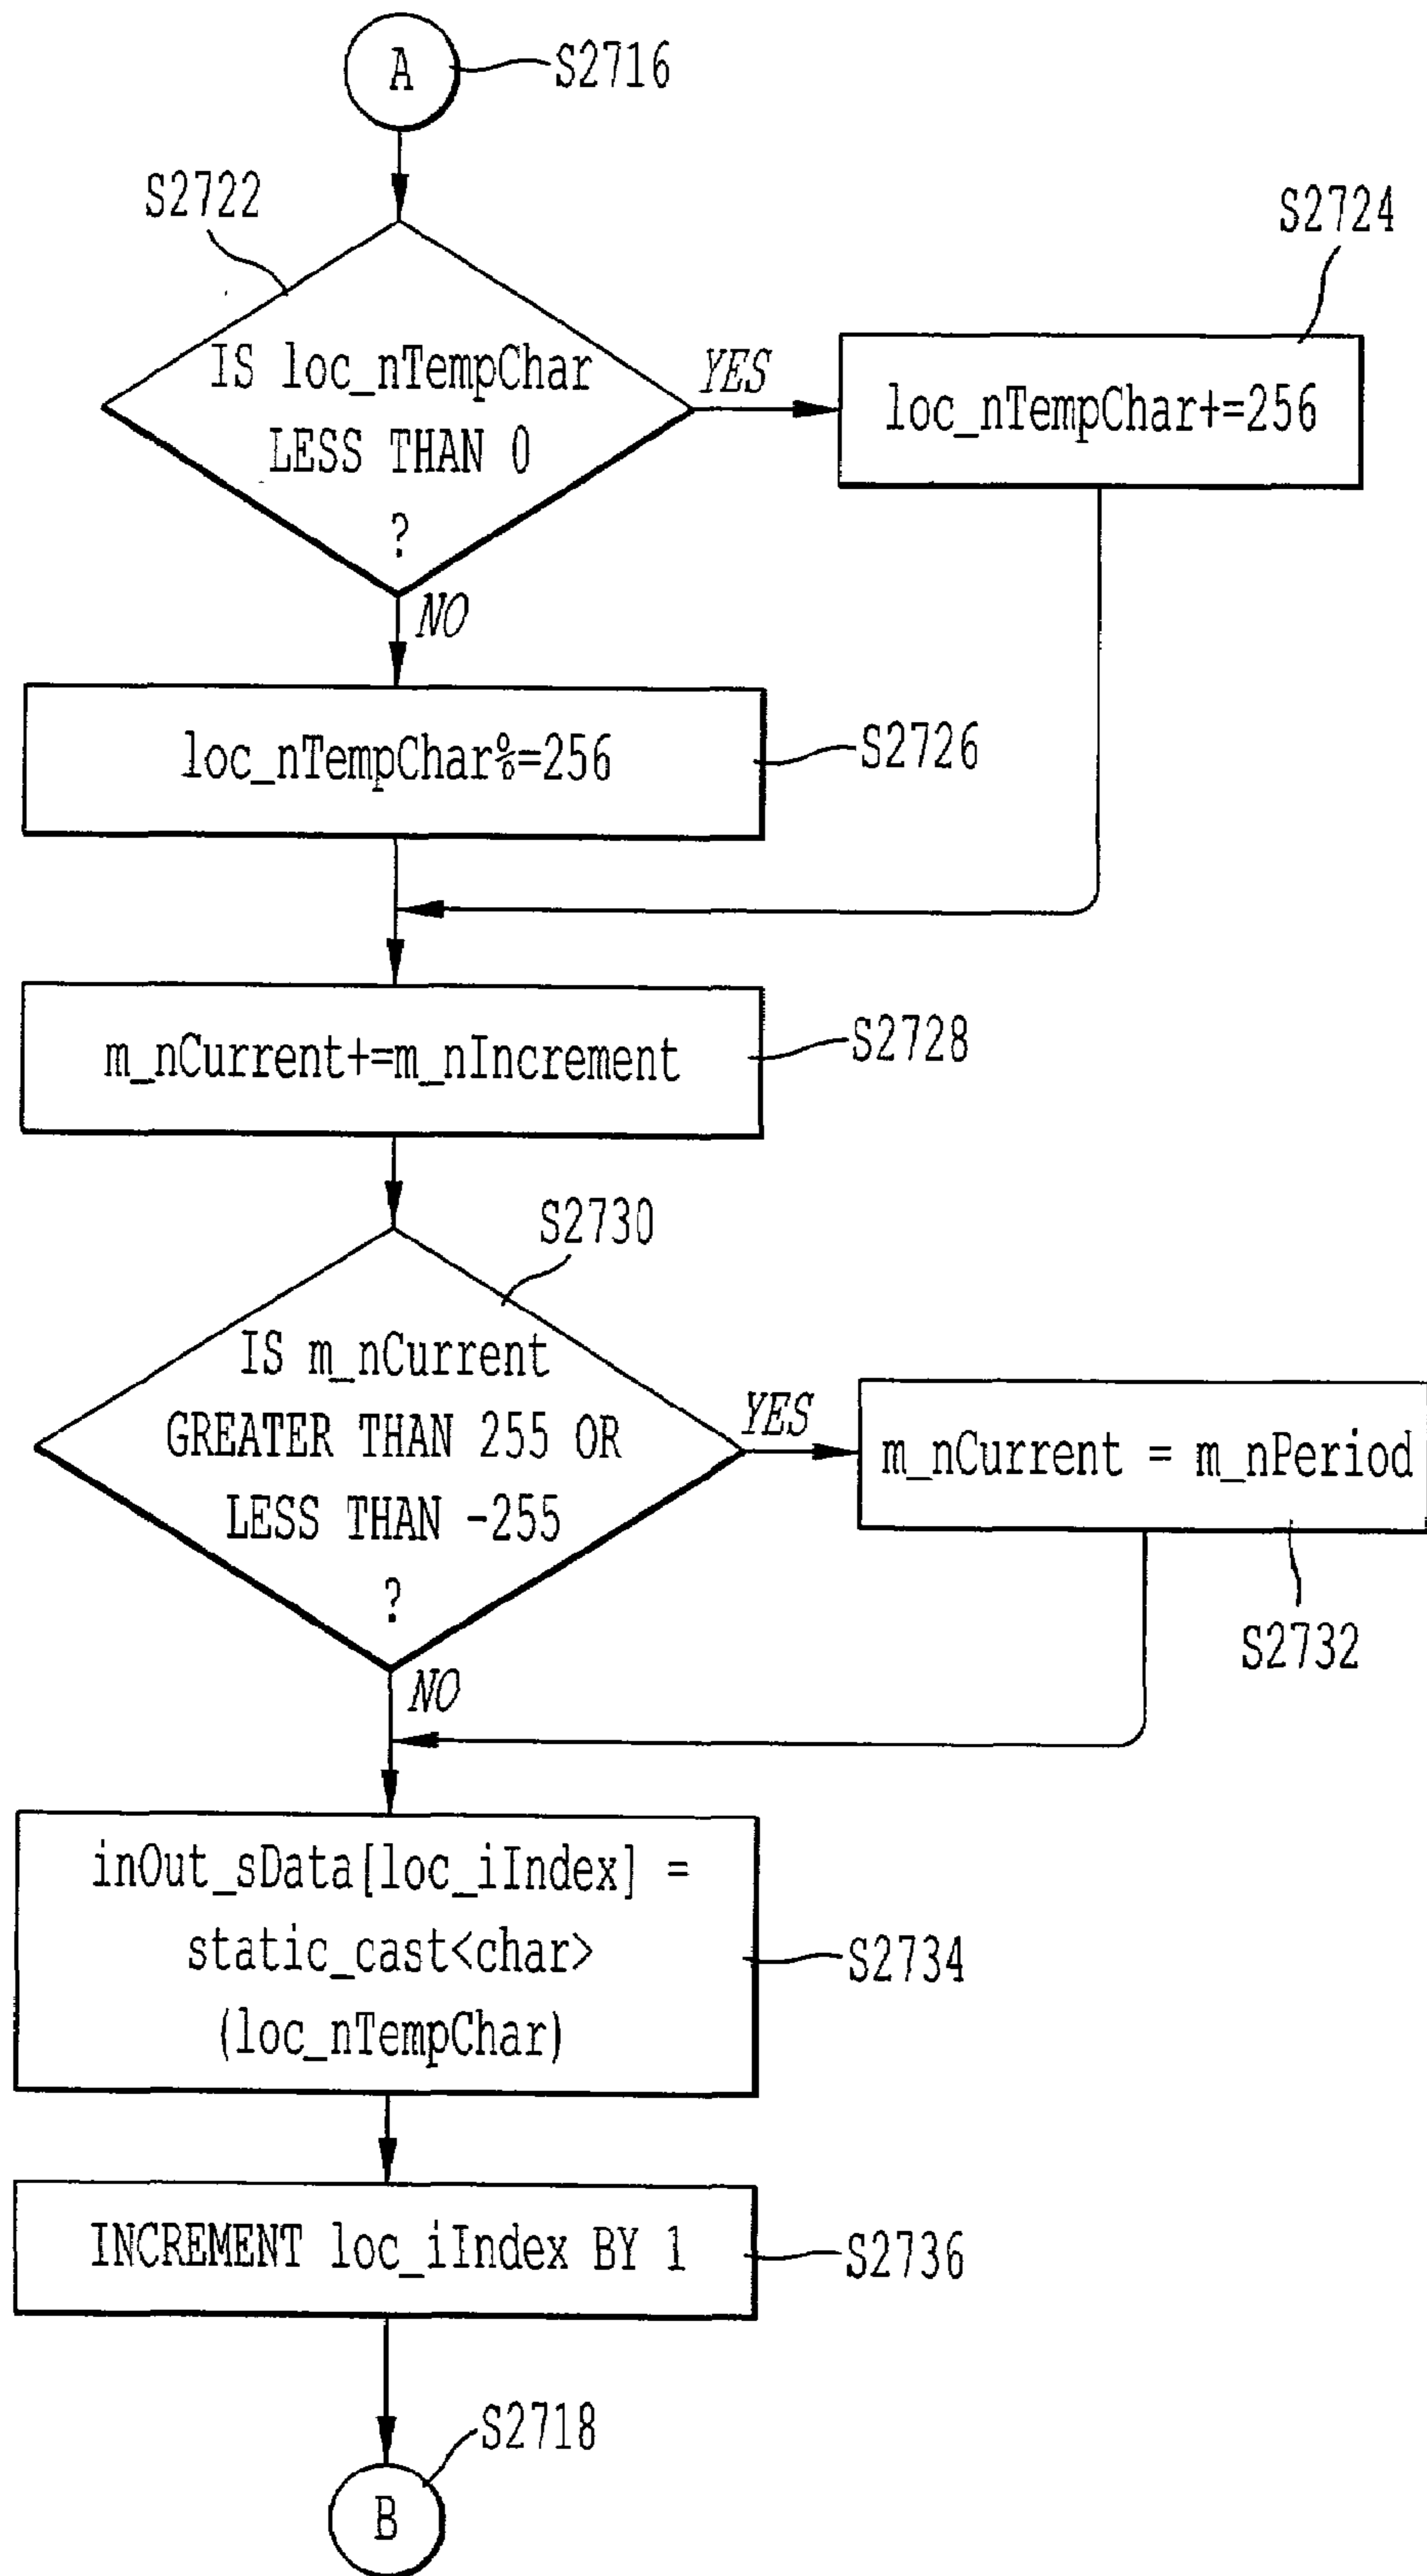 A
S2716
S2722
S2724
IS loc_nTempChar
LESS THAN 0
?
YES
loc_nTempChar+=256
NO
loc_nTempChar%=256
S2726
m_nCurrent+=m_nIncrement
S2728
S2730
IS m_nCurrent
GREATER THAN 255 OR
LESS THAN -255
?
YES
m_nCurrent = m_nPeriod
S2732
NO
inOut_sData[loc_iIndex] =
static_cast<char>
(loc_nTempChar)
S2734
INCREMENT loc_iIndex BY 1
S2736
S2718
B